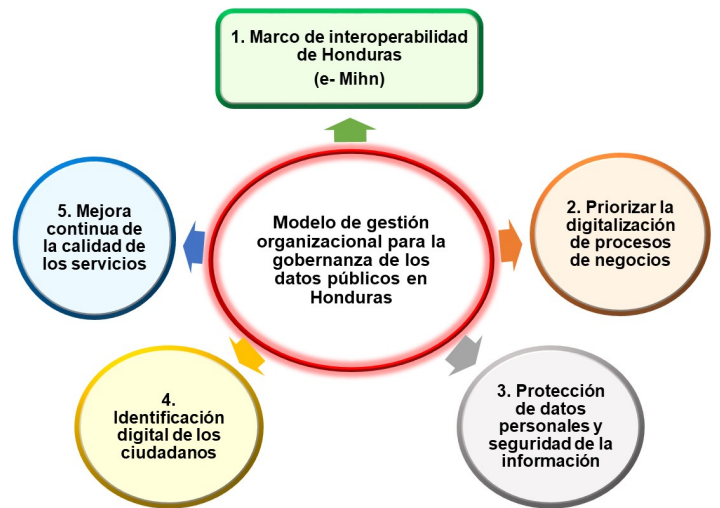 1. Marco de interoperabilidad
de Honduras
(e- Mihn)
Modelo de gestión
organizacional para la
gobernanza de los
datos públicos en
Honduras
2. Priorizar la
digitalización
de procesos
de negocios
3. Protección
de datos
personales y
seguridad de la
información
4.
Identificación
digital de los
ciudadanos
5. Mejora
continua de
la calidad de
los servicios